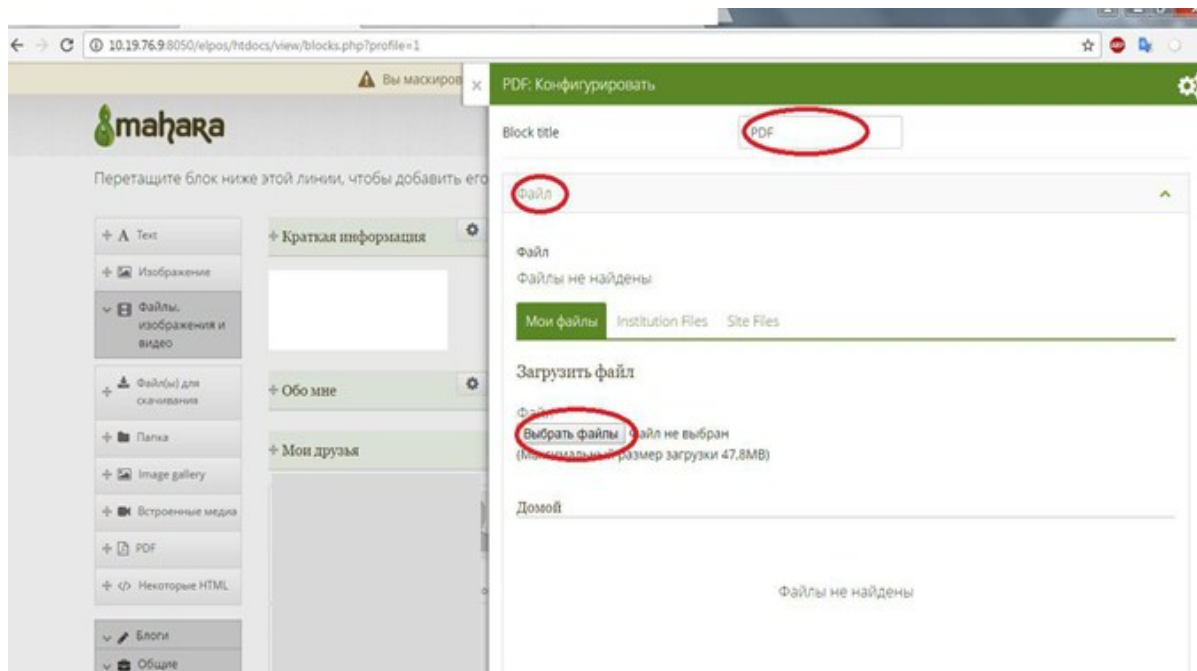 10.19.76.9:8050/elpos/htdocs/view/blocks.php?profile=1
Вы маскиров
mahara
Перетащите блок ниже этой линии, чтобы добавить его
Text
Изображение
Файлы,
изображения и
видео
Файл(ы) для
скачивания
Папка
Image gallery
Встроенные медиа
PDF
Некоторые HTML
Блоги
Общие
Краткая информация
Обо мне
Мои друзья
PDF: Конфигурировать
Block title
PDF
Файл
Файл
Файлы не найдены
Мои файлы Institution Files Site Files
Загрузить файл
Файл
Выбрать файлы Файл не выбран
(Максимальный размер загрузки 47,8MB)
Домой
Файлы не найдены